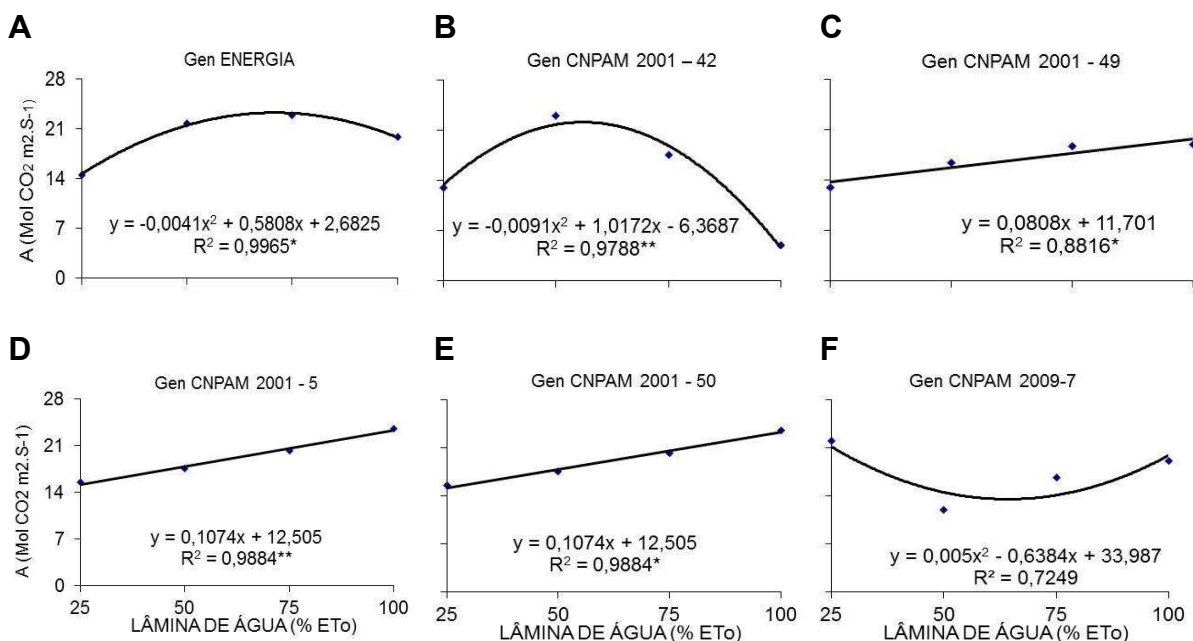 A
Gen ENERGIA
28
21
14
7
0
A (Mol CO2 m2.S-1)
y = -0,0041x² + 0,5808x + 2,6825
R² = 0,9965*
B
Gen CNPAM 2001 – 42
y = -0,0091x² + 1,0172x - 6,3687
R² = 0,9788**
C
Gen CNPAM 2001 - 49
y = 0,0808x + 11,701
R² = 0,8816*
D
Gen CNPAM 2001 - 5
28
21
14
7
0
A (Mol CO2 m2.S-1)
y = 0,1074x + 12,505
R² = 0,9884**
25 50 75 100
LÂMINA DE ÁGUA (% ETo)
E
Gen CNPAM 2001 - 50
y = 0,1074x + 12,505
R² = 0,9884*
25 50 75 100
LÂMINA DE ÁGUA (% ETo)
F
Gen CNPAM 2009-7
y = 0,005x² - 0,6384x + 33,987
R² = 0,7249
25 50 75 100
LÂMINA DE ÁGUA (% ETo)